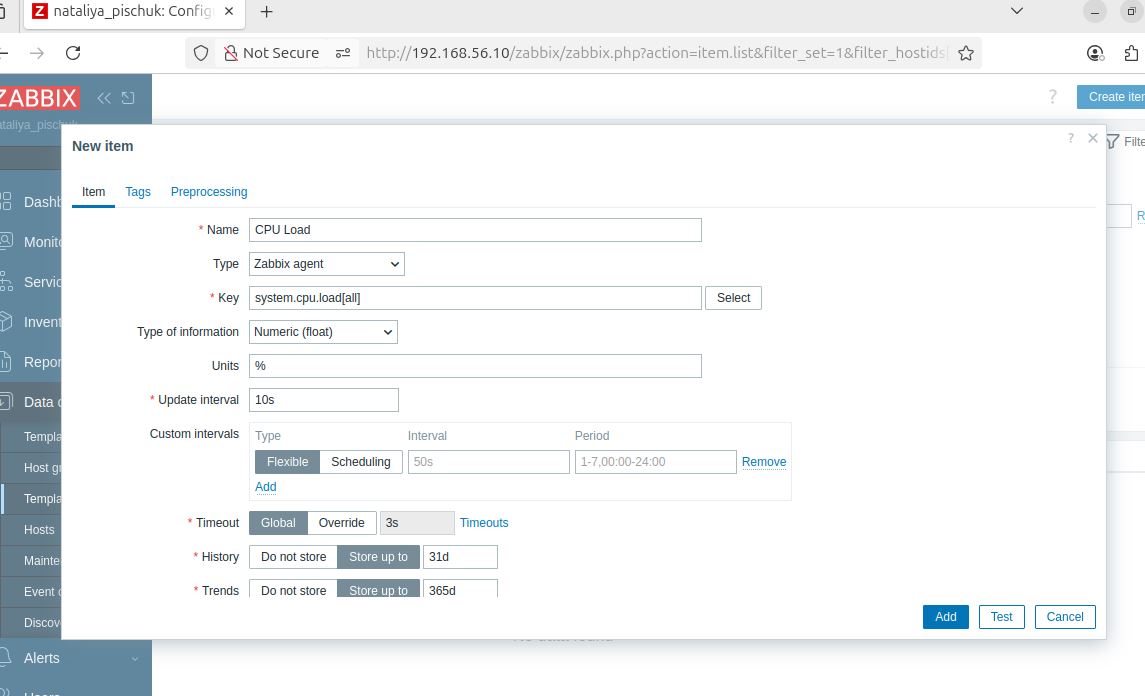 nataliya_pischuk: Config
Not Secure
http://192.168.56.10/zabbix/zabbix.php?action=item.list&filter_set=1&filter_hostids
ZABBIX
ataliya_pischuk
? Create iter
New item
?
Filte
Item Tags Preprocessing
* Name CPU Load
Type Zabbix agent
* Key system.cpu.load[all] Select
Type of information Numeric (float)
Units %
* Update interval 10s
Custom intervals Type Interval Period
Flexible Scheduling 50s 1-7,00:00-24:00 Remove
Add
* Timeout Global Override 3s Timeouts
* History Do not store Store up to 31d
* Trends Do not store Store up to 365d
Add Test Cancel
Dashb
Monito
Servic
Invent
Repor
Data c
Templa
Host gr
Templa
Hosts
Mainte
Event c
Discov
Alerts
Users
No data found